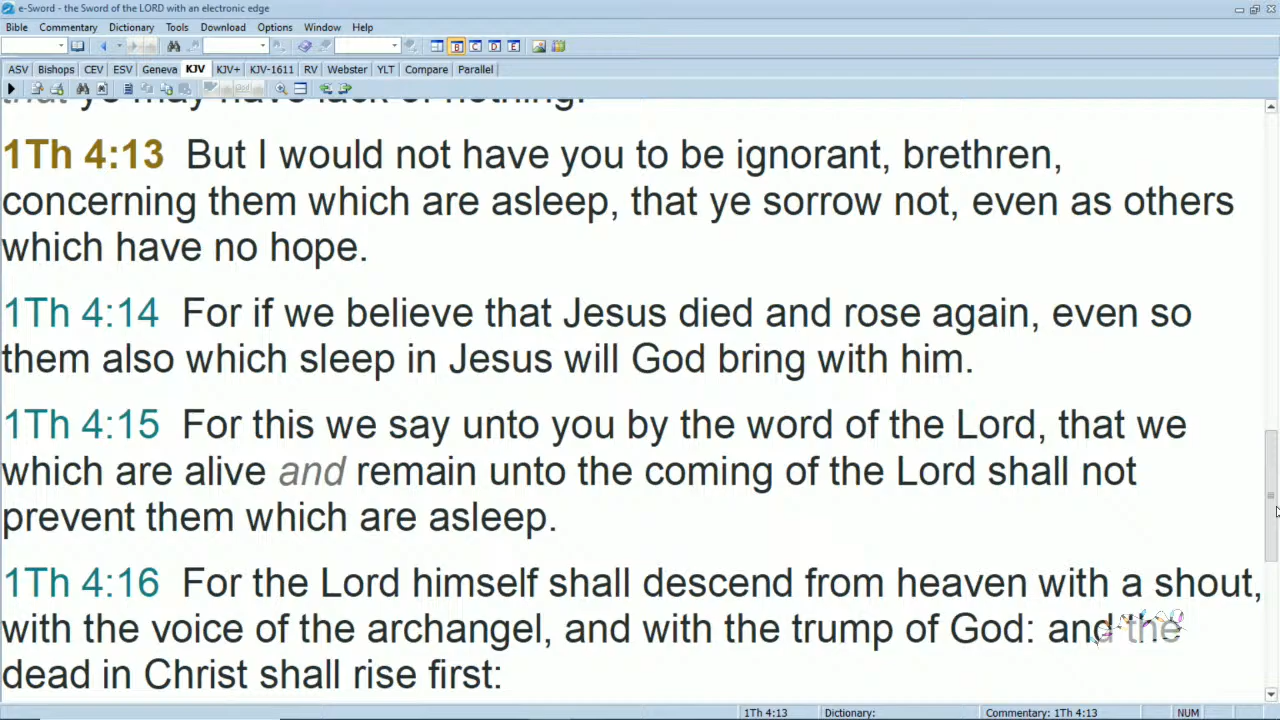 e-Sword - the Sword of the LORD with an electronic edge
Bible Commentary Dictionary Tools Download Options Window Help
B C D E
ASV Bishops CEV ESV Geneva KJV KJV+ KJV-1611 RV Webster YLT Compare Parallel
that ye may have lack of nothing.
1Th 4:13 But I would not have you to be ignorant, brethren,
concerning them which are asleep, that ye sorrow not, even as others
which have no hope.
1Th 4:14 For if we believe that Jesus died and rose again, even so
them also which sleep in Jesus will God bring with him.
1Th 4:15 For this we say unto you by the word of the Lord, that we
which are alive and remain unto the coming of the Lord shall not
prevent them which are asleep.
1Th 4:16 For the Lord himself shall descend from heaven with a shout,
with the voice of the archangel, and with the trump of God: and the
dead in Christ shall rise first:
1Th 4:13 Dictionary: Commentary: 1Th 4:13 NUM